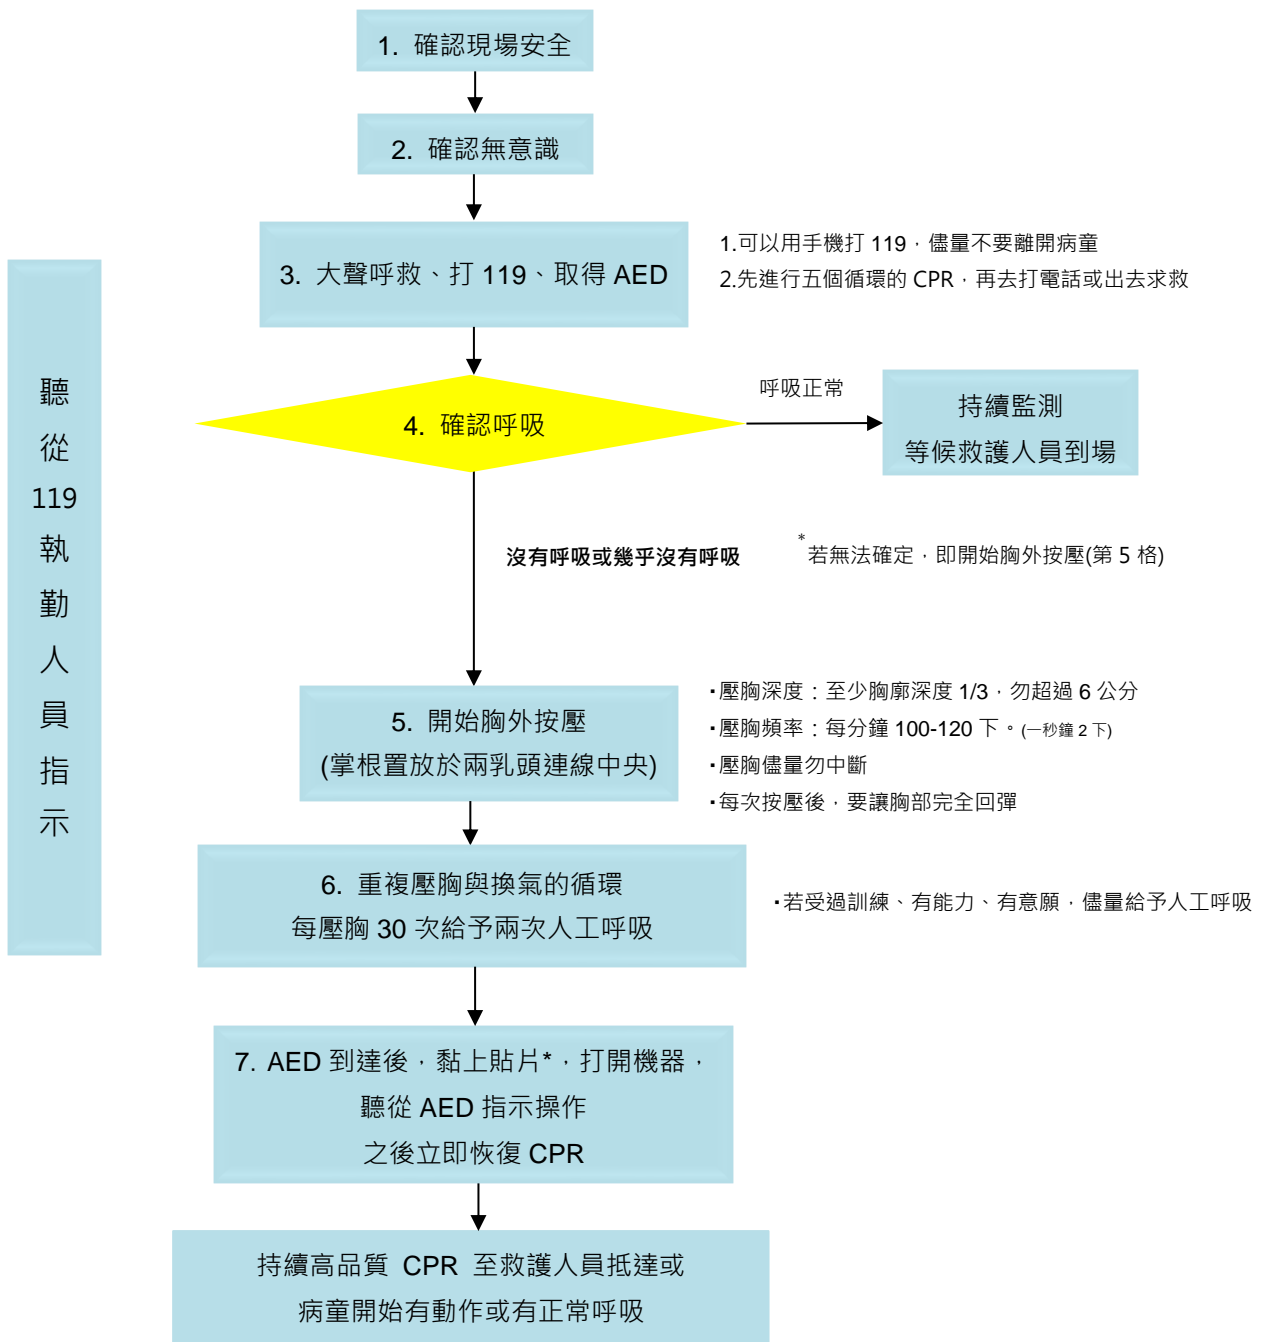 1. 確認現場安全
2. 確認無意識
3. 大聲呼救、打 119、取得 AED
1.可以用手機打 119，儘量不要離開病童
2.先進行五個循環的 CPR，再去打電話或出去求救
聽
從
119
執
勤
人
員
指
示
4. 確認呼吸
呼吸正常
持續監測
等候救護人員到場
沒有呼吸或幾乎沒有呼吸
*若無法確定，即開始胸外按壓(第 5 格)
5. 開始胸外按壓
(掌根置放於兩乳頭連線中央)
▪壓胸深度：至少胸廓深度 1/3，勿超過 6 公分
▪壓胸頻率：每分鐘 100-120 下。(一秒鐘 2 下)
▪壓胸儘量勿中斷
▪每次按壓後，要讓胸部完全回彈
6. 重複壓胸與換氣的循環
每壓胸 30 次給予兩次人工呼吸
▪若受過訓練、有能力、有意願，儘量給予人工呼吸
7. AED 到達後，黏上貼片*，打開機器，
聽從 AED 指示操作
之後立即恢復 CPR
持續高品質 CPR 至救護人員抵達或
病童開始有動作或有正常呼吸